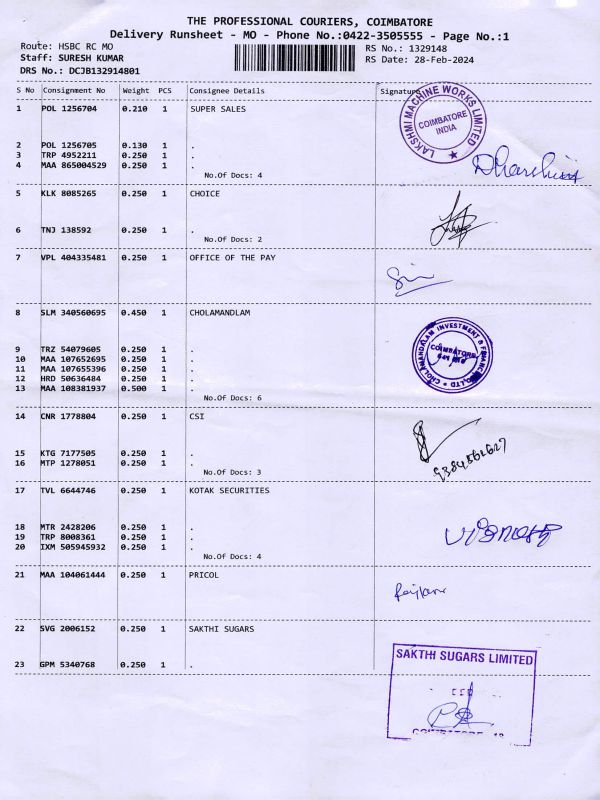 THE PROFESSIONAL COURIERS, COIMBATORE
Delivery Runsheet - MO - Phone No.:0422-3505555 - Page No.:1
Route: HSBC RC MO
RS No.: 1329148
Staff: SURESH KUMAR
RS Date: 28-Feb-2024
DRS No.: DCJB132914801
S No Consignment No Weight PCS Consignee Details Signature
1 POL 1256704 0.210 1 SUPER SALES
LAKSHMI MACHINE WORKS LIMITED
COIMBATORE
INDIA
2 POL 1256705 0.130 1 .
3 TRP 4952211 0.250 1 .
4 MAA 865004529 0.250 1 .
No.Of Docs: 4
5 KLK 8085265 0.250 1 CHOICE
6 TNJ 138592 0.250 1 .
No.Of Docs: 2
7 VPL 404335481 0.250 1 OFFICE OF THE PAY
8 SLM 340560695 0.450 1 CHOLAMANDLAM
CHOLAMANDALAM INVESTMENT & FINANCE CO. LTD
COIMBATORE
9 TRZ 54079605 0.250 1 .
10 MAA 107652695 0.250 1 .
11 MAA 107655396 0.250 1 .
12 HRD 50636484 0.250 1 .
13 MAA 108381937 0.500 1 .
No.Of Docs: 6
14 CNR 1778804 0.250 1 CSI
15 KTG 7177505 0.250 1 .
16 MTP 1278051 0.250 1 .
No.Of Docs: 3
17 TVL 6644746 0.250 1 KOTAK SECURITIES
18 MTR 2428206 0.250 1 .
19 TRP 8008361 0.250 1 .
20 IXM 505945932 0.250 1 .
No.Of Docs: 4
21 MAA 104061444 0.250 1 PRICOL
22 SVG 2006152 0.250 1 SAKTHI SUGARS
23 GPM 5340768 0.250 1 .
SAKTHI SUGARS LIMITED